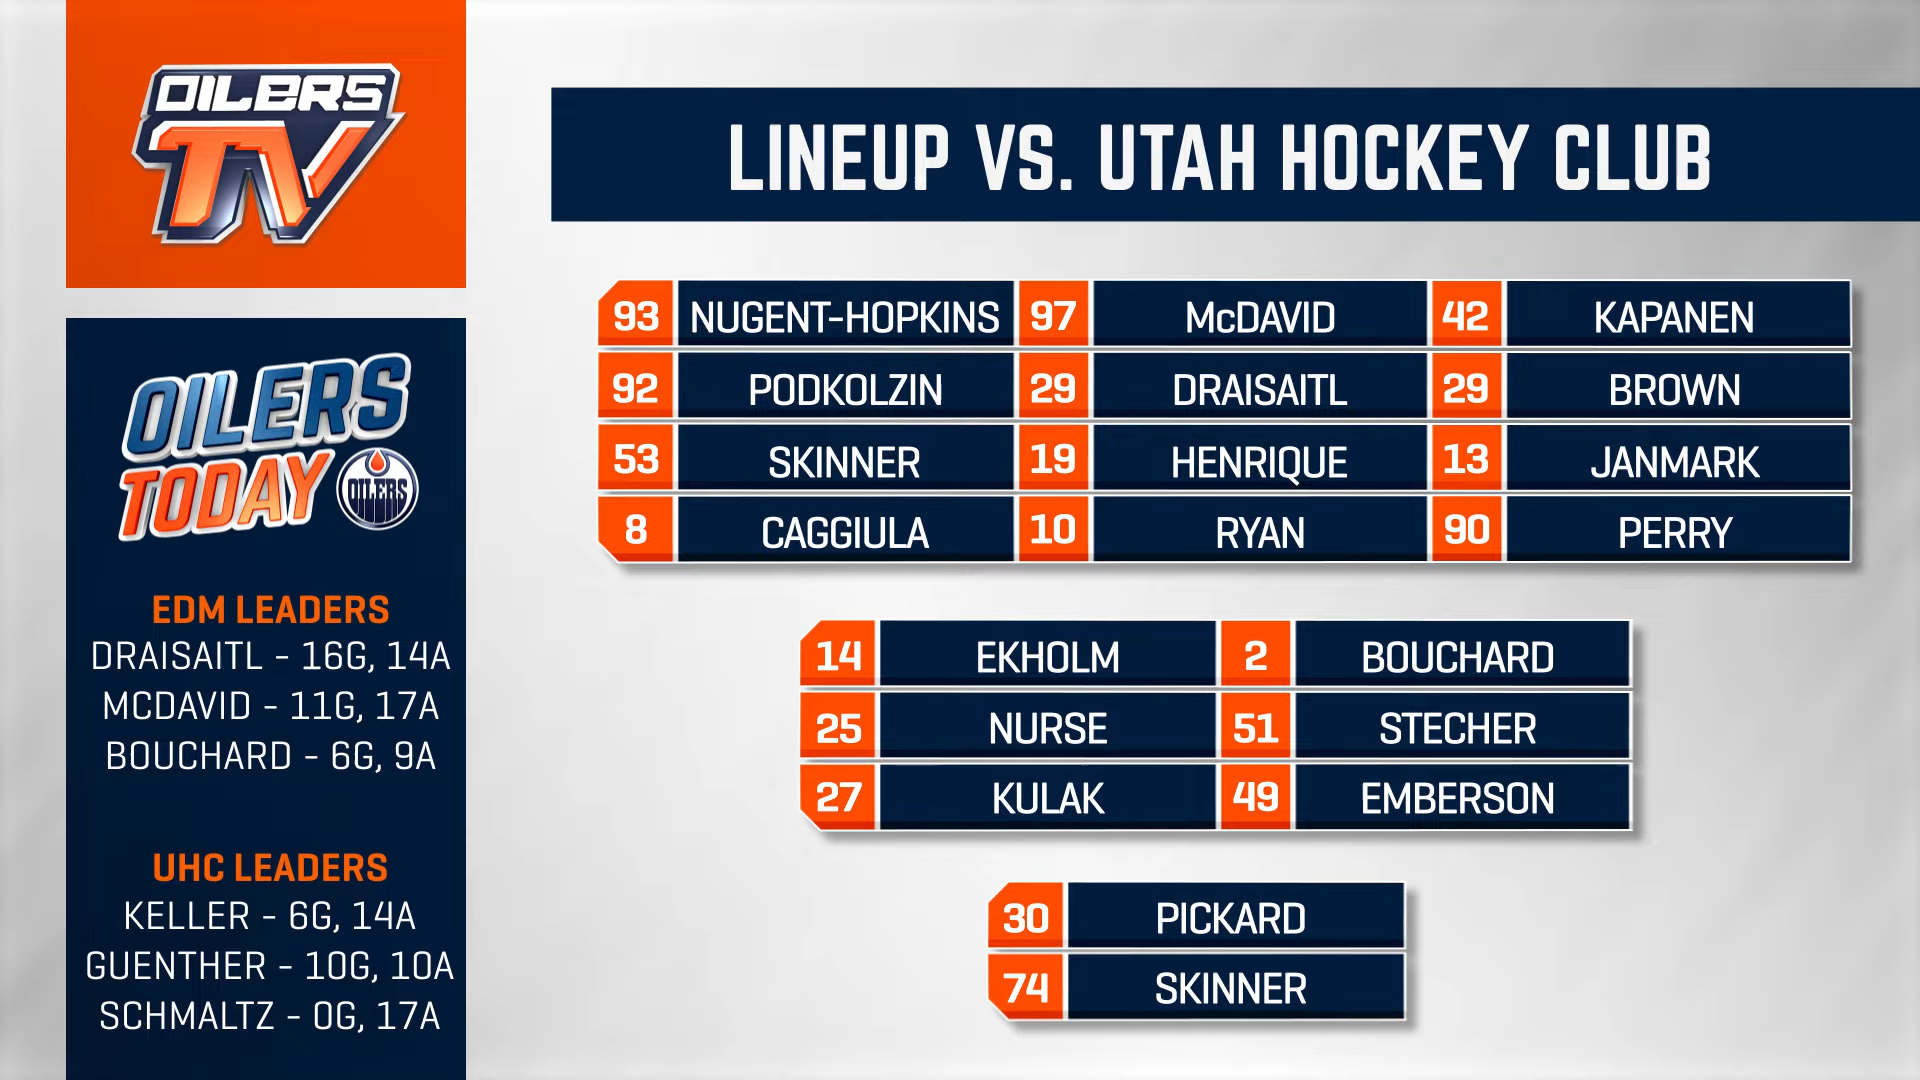 OILERS
TV
OILERS
TODAY
OILERS
EDM LEADERS
DRAISAITL - 16G, 14A
MCDAVID - 11G, 17A
BOUCHARD - 6G, 9A
UHC LEADERS
KELLER - 6G, 14A
GUENTHER - 10G, 10A
SCHMALTZ - 0G, 17A
LINEUP VS. UTAH HOCKEY CLUB
93 NUGENT-HOPKINS 97 McDAVID 42 KAPANEN
92 PODKOLZIN 29 DRAISAITL 29 BROWN
53 SKINNER 19 HENRIQUE 13 JANMARK
8 CAGGIULA 10 RYAN 90 PERRY
14 EKHOLM 2 BOUCHARD
25 NURSE 51 STECHER
27 KULAK 49 EMBERSON
30 PICKARD
74 SKINNER